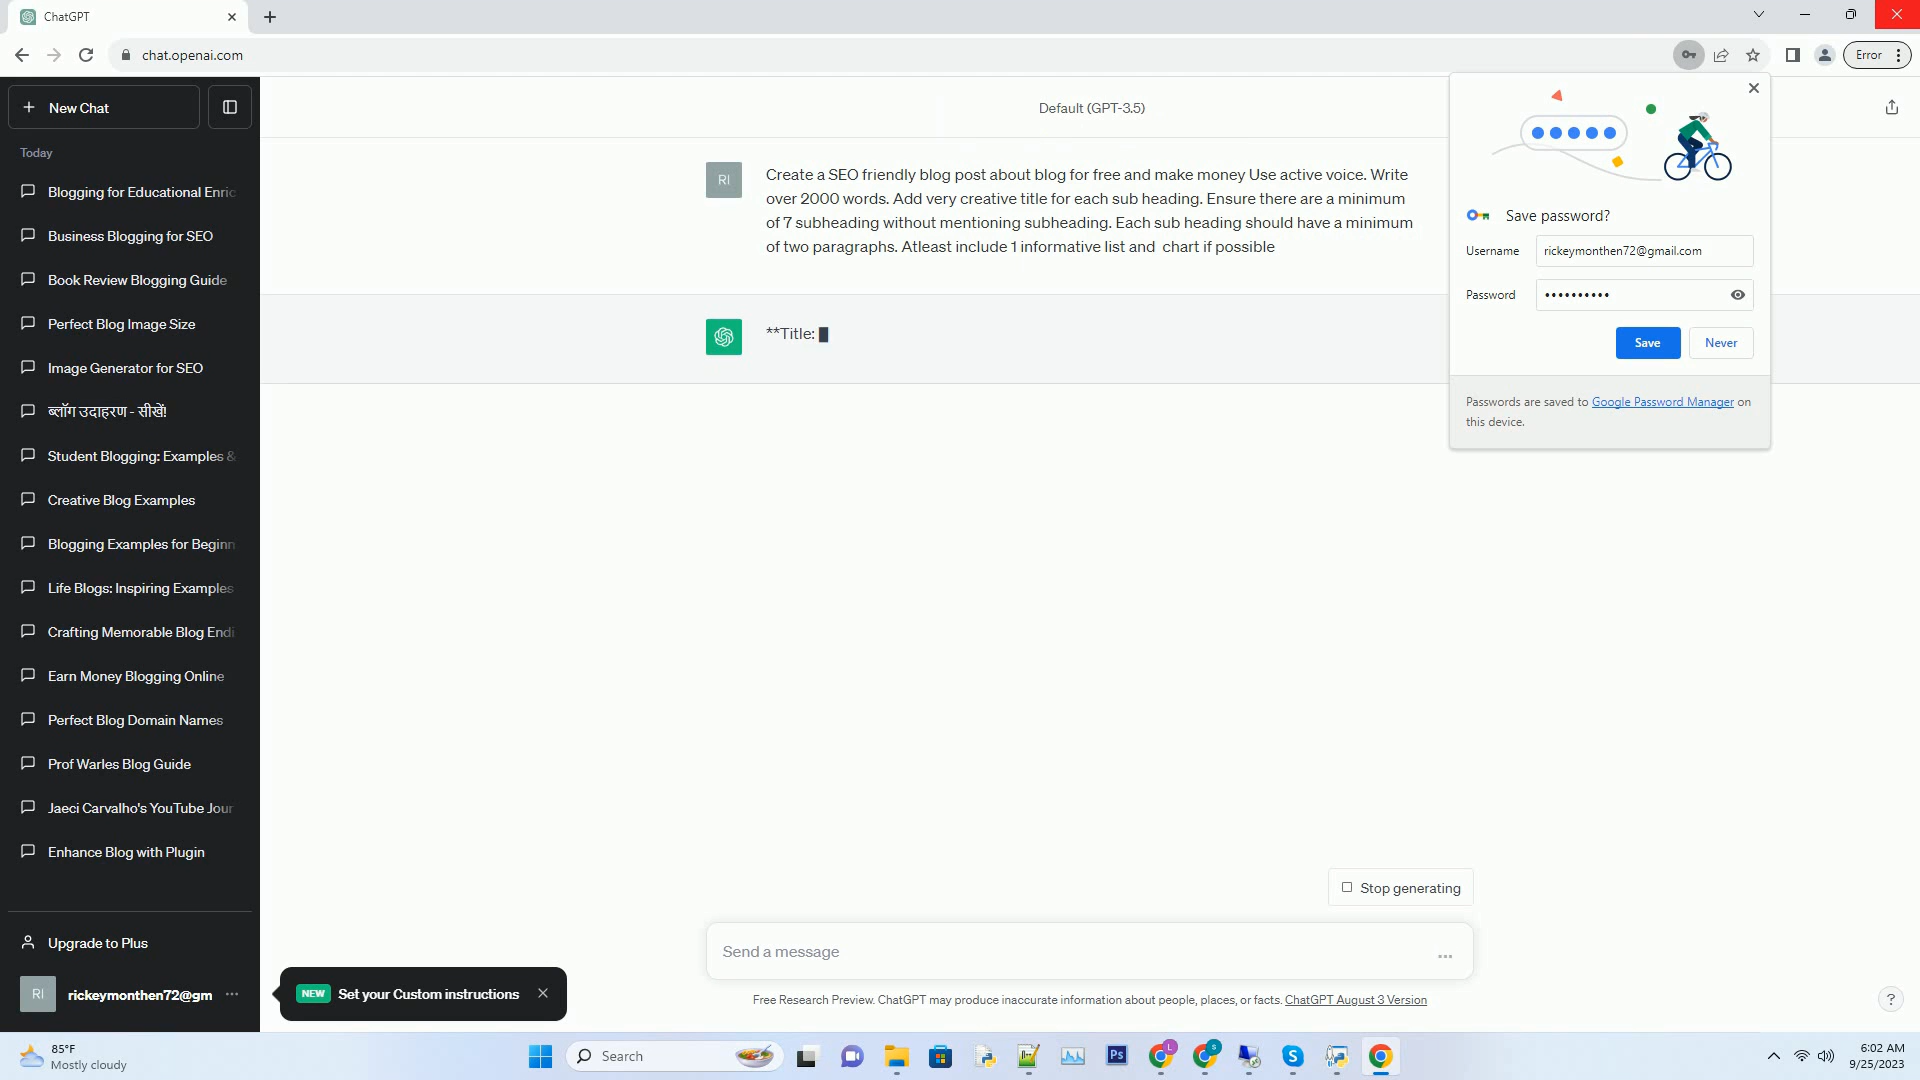 ChatGPT
chat.openai.com
Error
New Chat
Today
Blogging for Educational Enric
Business Blogging for SEO
Book Review Blogging Guide
Perfect Blog Image Size
Image Generator for SEO
ब्लॉग उदाहरण - सीखें!
Student Blogging: Examples &
Creative Blog Examples
Blogging Examples for Beginn
Life Blogs: Inspiring Examples
Crafting Memorable Blog Endi
Earn Money Blogging Online
Perfect Blog Domain Names
Prof Warles Blog Guide
Jaeci Carvalho's YouTube Jour
Enhance Blog with Plugin
Upgrade to Plus
RI
rickeymonthen72@gm
Default (GPT-3.5)
RI
Create a SEO friendly blog post about blog for free and make money Use active voice. Write
over 2000 words. Add very creative title for each sub heading. Ensure there are a minimum
of 7 subheading without mentioning subheading. Each sub heading should have a minimum
of two paragraphs. Atleast include 1 informative list and  chart if possible
**Title:
Save password?
Username
rickeymonthen72@gmail.com
Password
••••••••••
Save
Never
Passwords are saved to Google Password Manager on
this device.
Stop generating
Send a message
NEW
Set your Custom instructions
Free Research Preview. ChatGPT may produce inaccurate information about people, places, or facts. ChatGPT August 3 Version
?
85°F
Mostly cloudy
Search
Ps
L
S
S
6:02 AM
9/25/2023